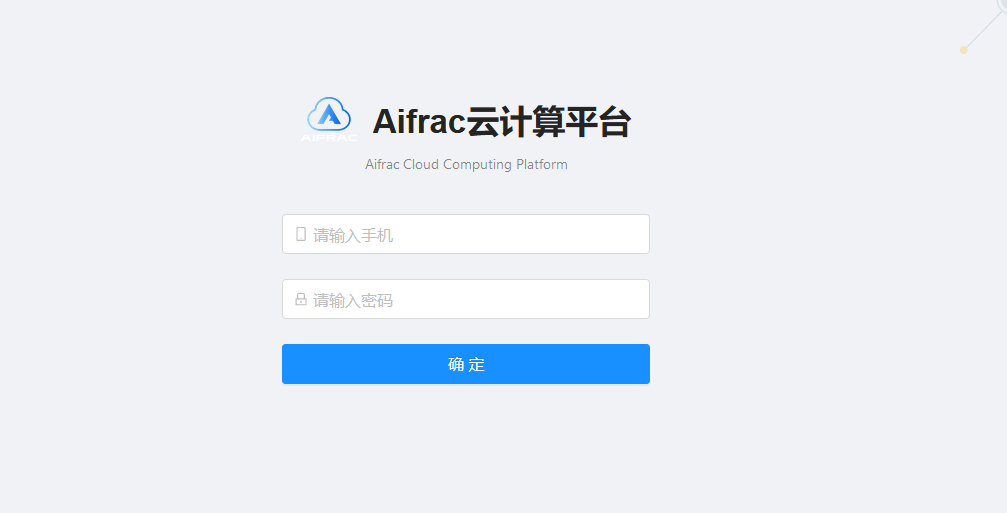 AIFRAC
Aifrac云计算平台
Aifrac Cloud Computing Platform
请输入手机
请输入密码
确 定